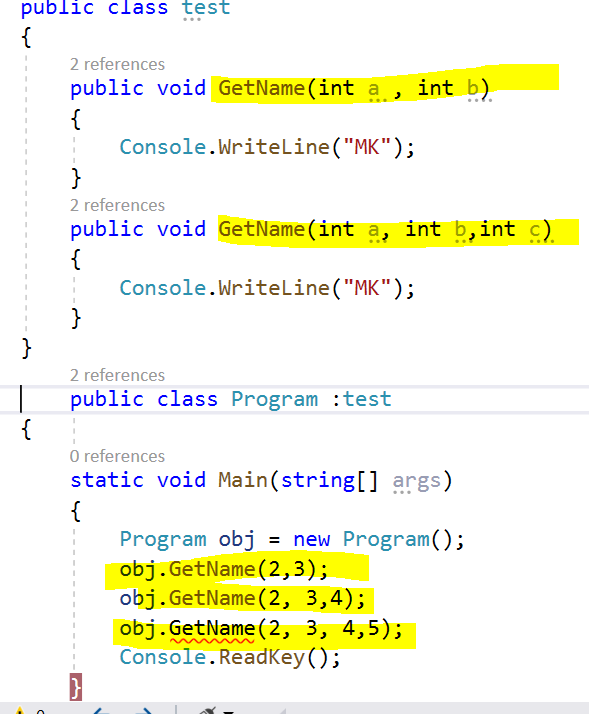 public class test
{
2 references
public void GetName(int a , int b)
{
Console.WriteLine("MK");
}
2 references
public void GetName(int a, int b,int c)
{
Console.WriteLine("MK");
}
}
2 references
public class Program :test
{
0 references
static void Main(string[] args)
{
Program obj = new Program();
obj.GetName(2,3);
obj.GetName(2, 3,4);
obj.GetName(2, 3, 4,5);
Console.ReadKey();
}